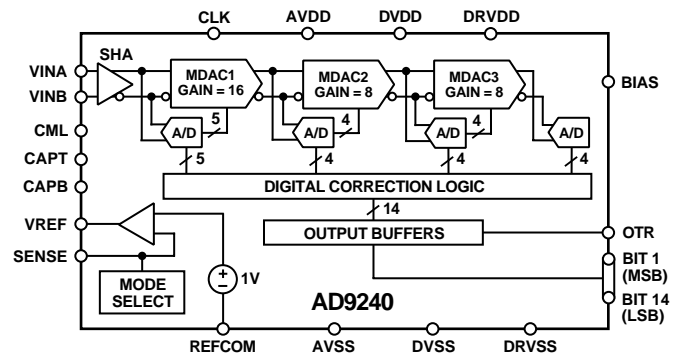 CLK AVDD DVDD DRVDD
SHA
VINA
VINB
MDAC1
GAIN = 16
MDAC2
GAIN = 8
MDAC3
GAIN = 8
BIAS
CML
CAPT
CAPB
A/D 5 A/D 4 A/D 4 A/D
5 4 4 4
DIGITAL CORRECTION LOGIC
14
VREF
SENSE
OUTPUT BUFFERS
OTR
BIT 1
(MSB)
BIT 14
(LSB)
MODE
SELECT
+
–
1V
AD9240
REFCOM AVSS DVSS DRVSS